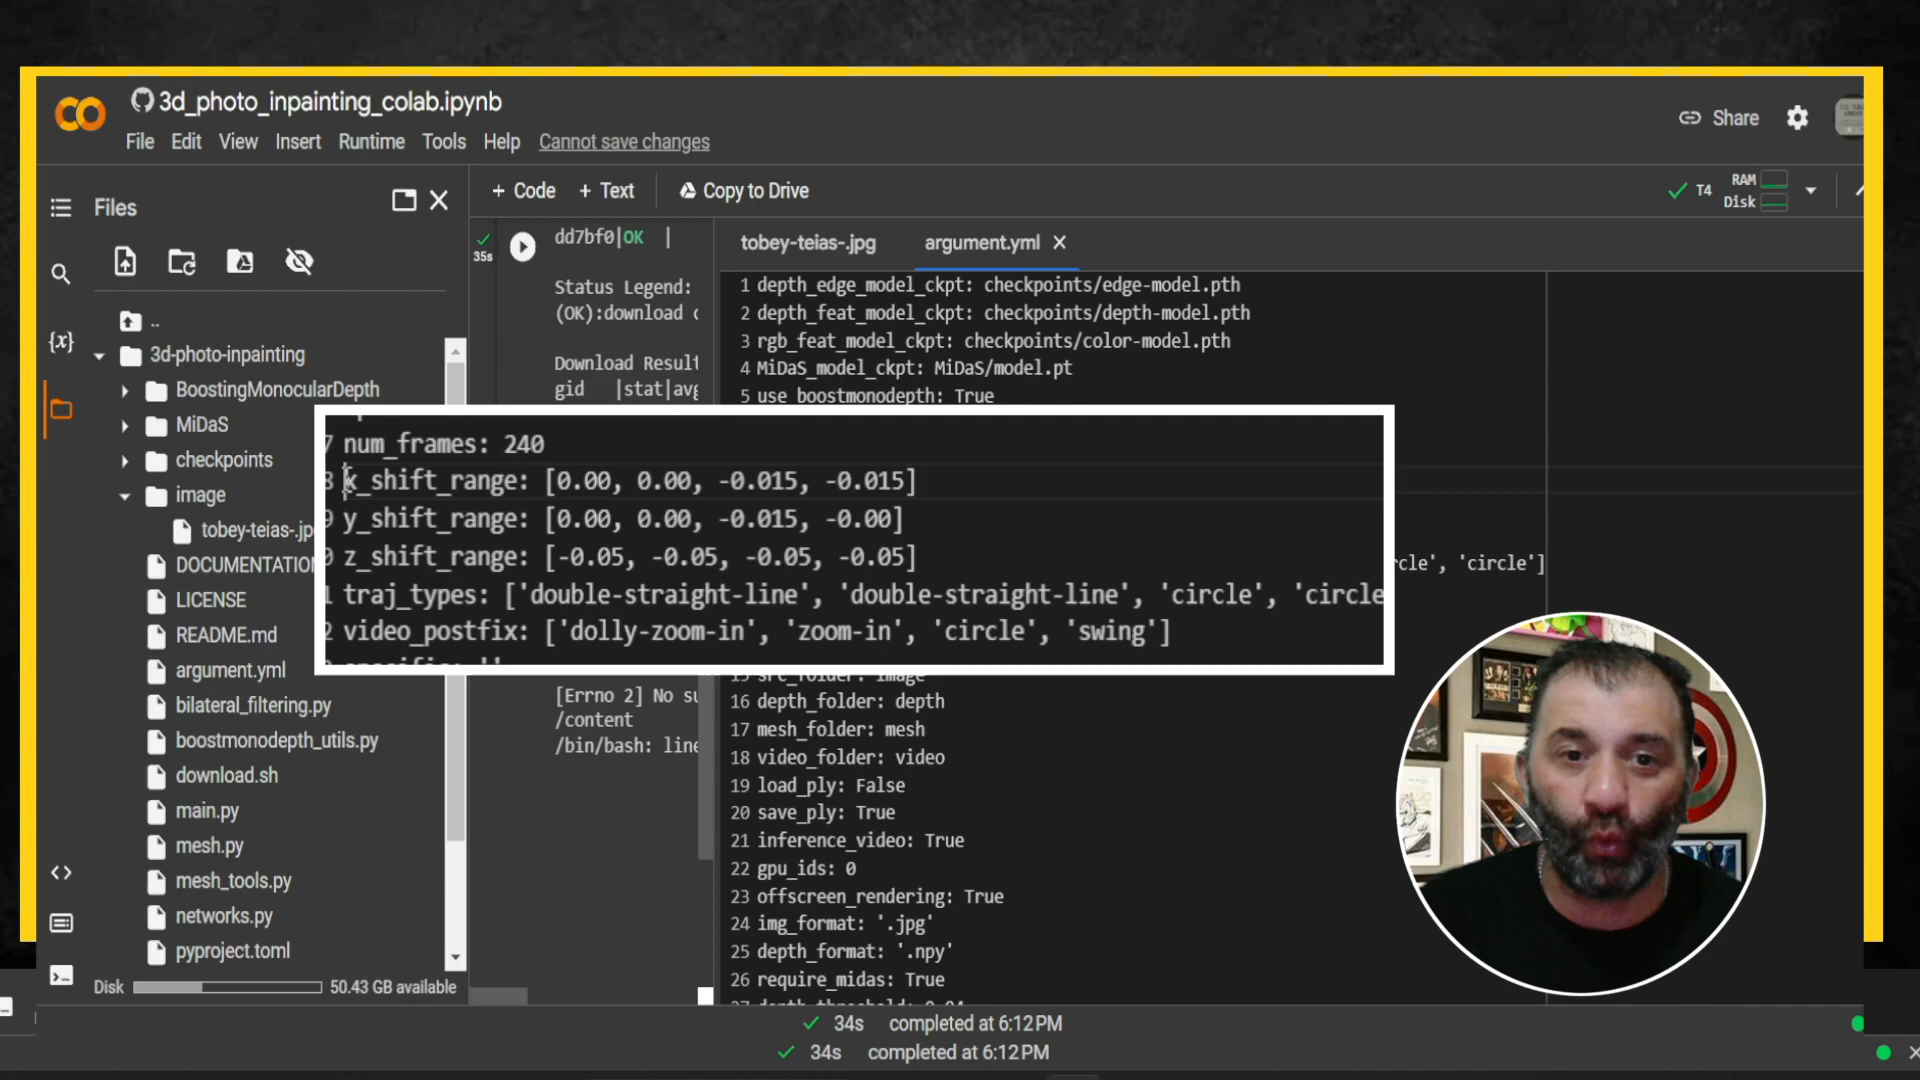 3d_photo_inpainting_colab.ipynb
File Edit View Insert Runtime Tools Help Cannot save changes
Share
Files
+ Code + Text Copy to Drive
T4 RAM
Disk
..
3d-photo-inpainting
BoostingMonocularDepth
MiDaS
checkpoints
image
tobey-teias-.jp
DOCUMENTATION
LICENSE
README.md
argument.yml
bilateral_filtering.py
boostmonodepth_utils.py
download.sh
main.py
mesh.py
mesh_tools.py
networks.py
pyproject.toml
Disk 50.43 GB available
{x}
35s
dd7bf0|OK |
Status Legend:
(OK):download
Download Result
gid |stat|avg
[Errno 2] No su
/content
/bin/bash: line
tobey-teias-.jpg argument.yml
1 depth_edge_model_ckpt: checkpoints/edge-model.pth
2 depth_feat_model_ckpt: checkpoints/depth-model.pth
3 rgb_feat_model_ckpt: checkpoints/color-model.pth
4 MiDaS_model_ckpt: MiDaS/model.pt
5 use_boostmonodepth: True
7 num_frames: 240
8 x_shift_range: [0.00, 0.00, -0.015, -0.015]
9 y_shift_range: [0.00, 0.00, -0.015, -0.00]
0 z_shift_range: [-0.05, -0.05, -0.05, -0.05]
1 traj_types: ['double-straight-line', 'double-straight-line', 'circle', 'circle
2 video_postfix: ['dolly-zoom-in', 'zoom-in', 'circle', 'swing']
rcle', 'circle']
15 src_folder: image
16 depth_folder: depth
17 mesh_folder: mesh
18 video_folder: video
19 load_ply: False
20 save_ply: True
21 inference_video: True
22 gpu_ids: 0
23 offscreen_rendering: True
24 img_format: '.jpg'
25 depth_format: '.npy'
26 require_midas: True
27 depth_threshold: 0.04
34s completed at 6:12 PM
34s completed at 6:12 PM